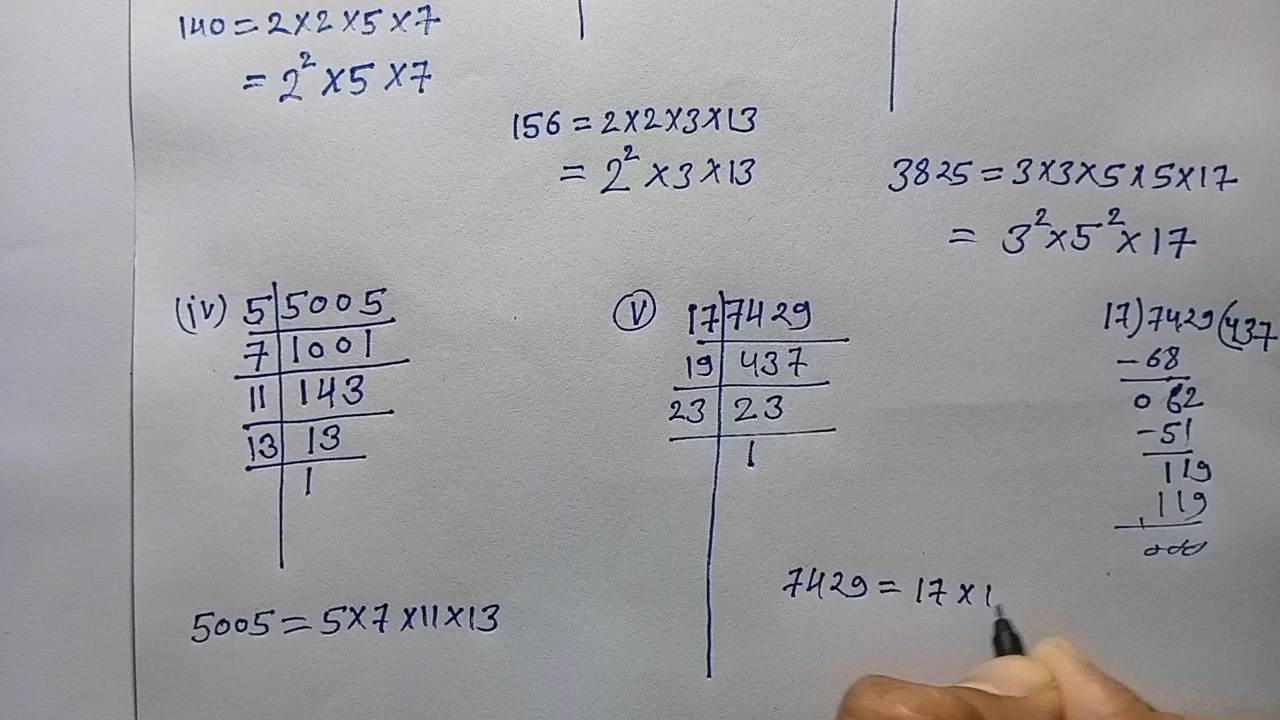 140 = 2×2×5×7
= 2² ×5 ×7
156 = 2×2×3×13
= 2² ×3 ×13
3825 = 3×3×5×5×17
= 3²×5²×17
(iv) 5|5005
7|1001
11|143
13|13
1
5005 = 5×7×11×13
(v) 17|7429
19|437
23|23
1
17)7429(437
-68
062
-51
119
119
000
7429 = 17 × 1